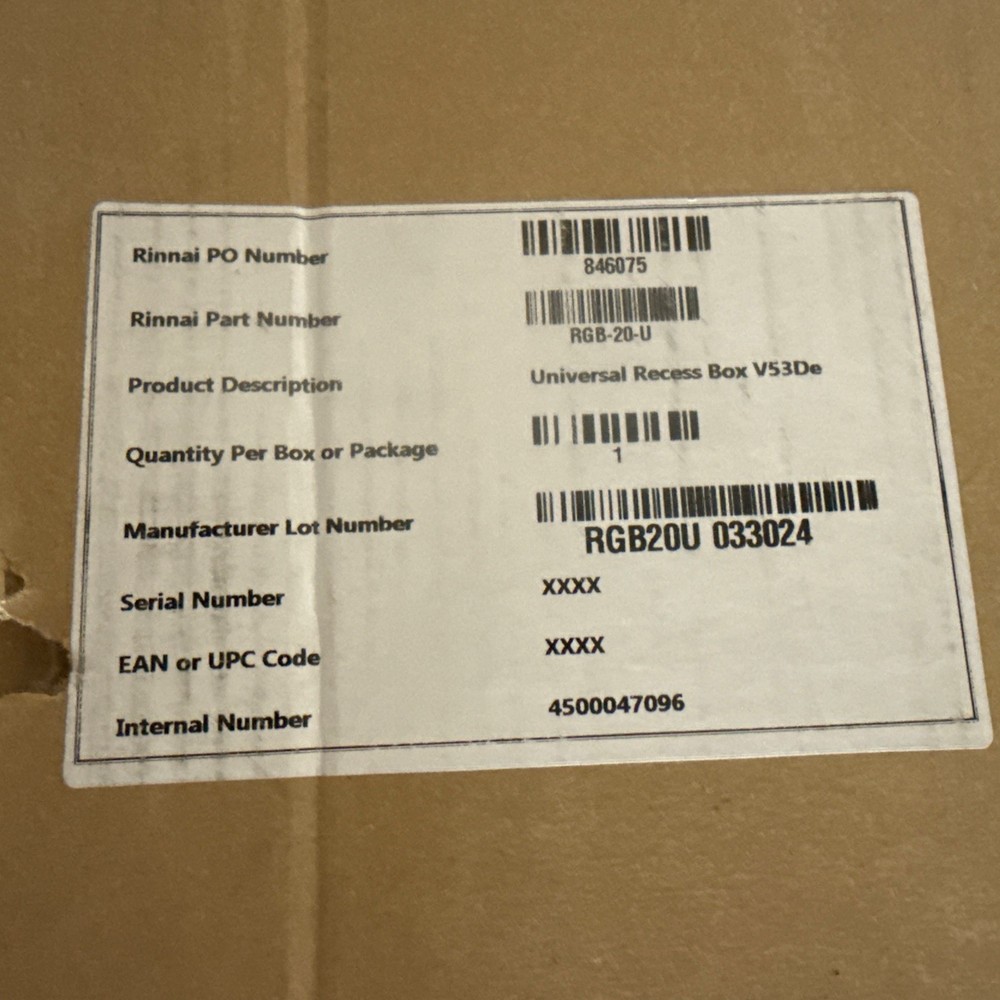 Rinnai PO Number 846075
Rinnai Part Number RGB-20-U
Product Description Universal Recess Box V53De
Quantity Per Box or Package 1
Manufacturer Lot Number RGB20U 033024
Serial Number XXXX
EAN or UPC Code XXXX
Internal Number 4500047096